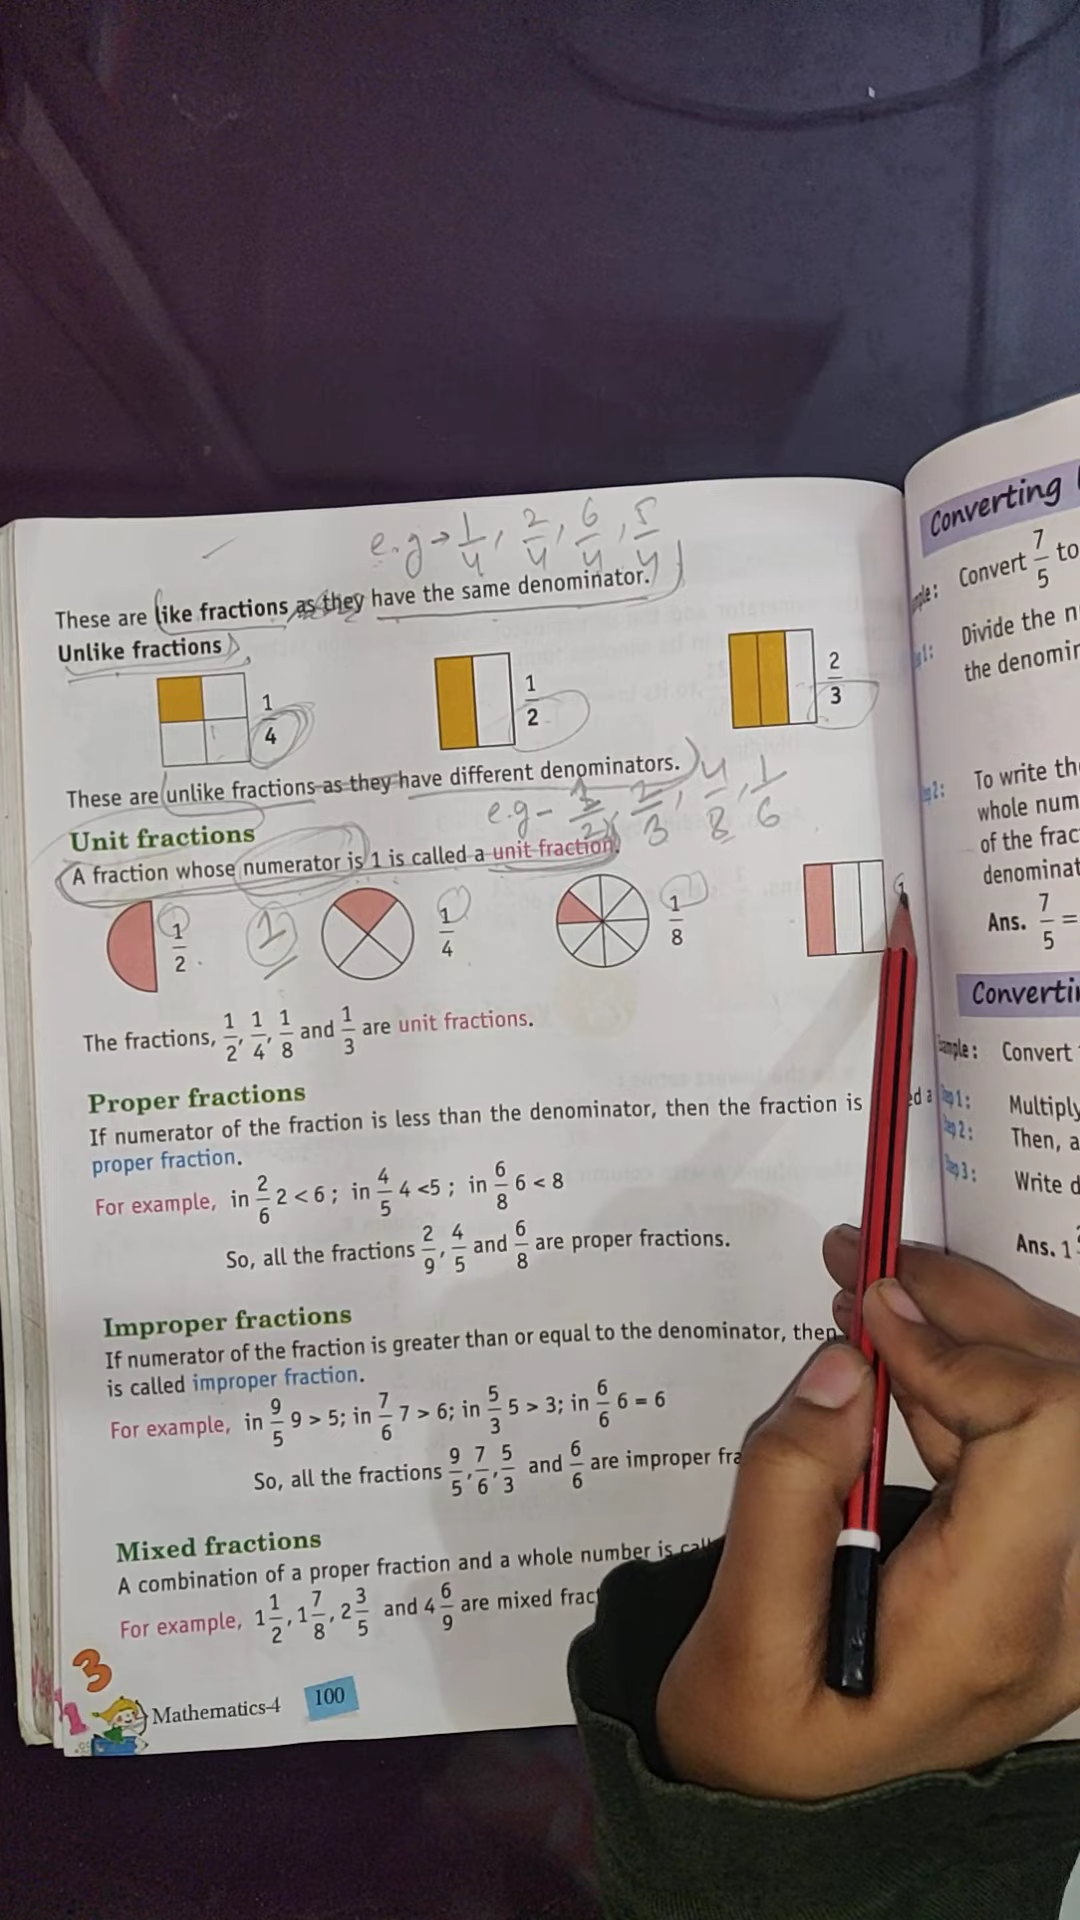 e.g → 1/4, 2/4, 6/4, 5/4
These are like fractions as they have the same denominator.
Unlike fractions
1/4 1/2 2/3
These are unlike fractions as they have different denominators.
e.g - 2/3, 4/8, 1/6
Unit fractions
A fraction whose numerator is 1 is called a unit fraction.
1/2 1 1/4 1/8 1
The fractions, 1/2, 1/4, 1/8 and 1/3 are unit fractions.
Proper fractions
If numerator of the fraction is less than the denominator, then the fraction is
proper fraction.
For example, in 2/6 2 < 6 ; in 4/5 4 <5 ; in 6/8 6 < 8
So, all the fractions 2/9, 4/5 and 6/8 are proper fractions.
Improper fractions
If numerator of the fraction is greater than or equal to the denominator, then
is called improper fraction.
For example, in 9/5 9 > 5; in 7/6 7 > 6; in 5/3 5 > 3; in 6/6 6 = 6
So, all the fractions 9/5, 7/6, 5/3 and 6/6 are improper fra
Mixed fractions
A combination of a proper fraction and a whole number is
For example, 1 1/2, 1 7/8, 2 3/5 and 4 6/9 are mixed frac
3
1
Mathematics-4 100
Converting
Convert 7/5 to
Divide the n
the denomin
To write th
whole num
of the frac
denominat
Ans. 7/5 =
Converti
Convert
Step 1: Multiply
Step 2: Then, a
Step 3: Write d
Ans. 1